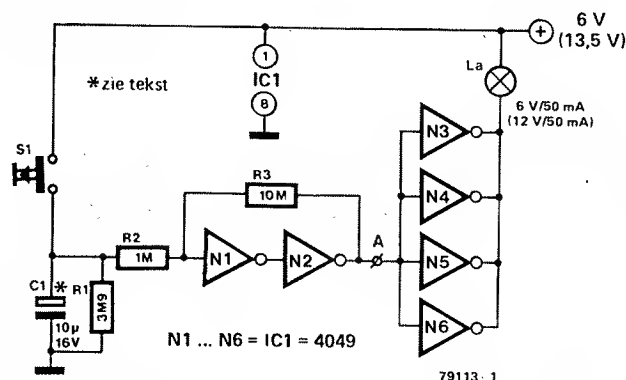 6 V
(13,5 V)
*zie tekst
1
IC1
8
La
6 V/50 mA
(12 V/50 mA)
S1
N3
R3
10M
N4
R2
1M
N1
N2
A
N5
C1
*
R1
3M9
10µ
16V
N6
N1 ... N6 = IC1 = 4049
79113 · 1